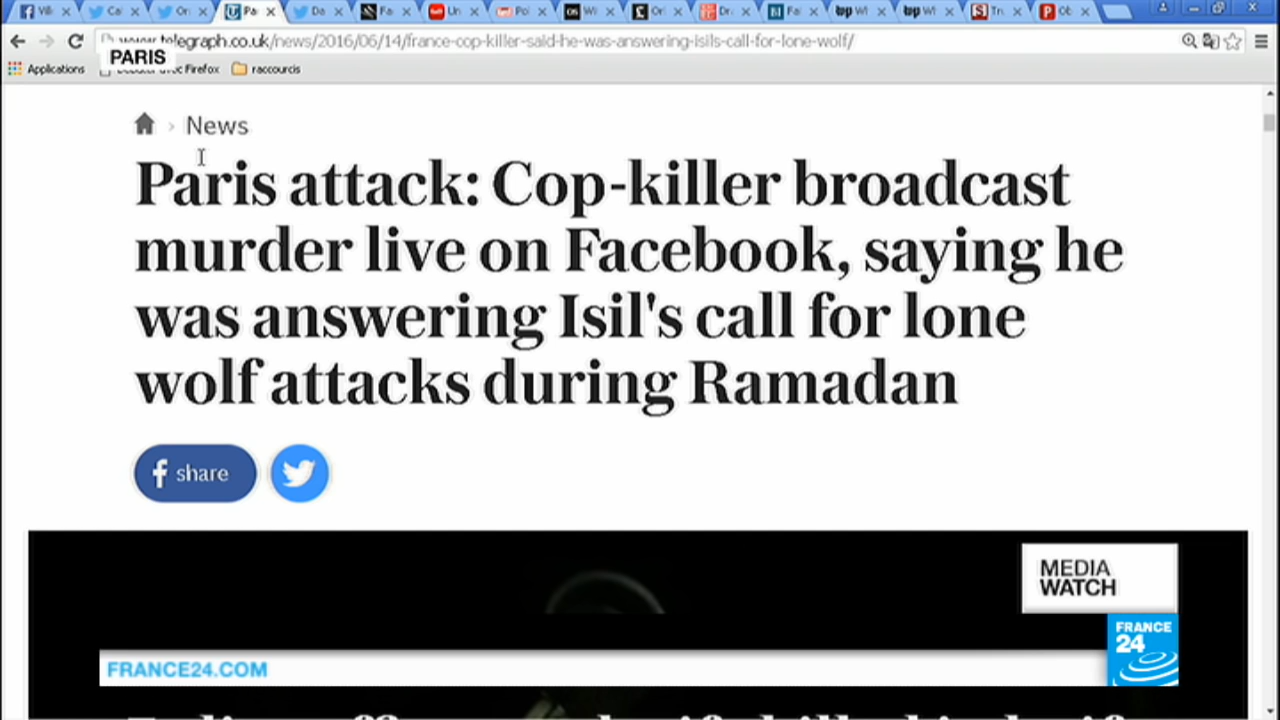 PARIS
www.telegraph.co.uk/news/2016/06/14/france-cop-killer-said-he-was-answering-isils-call-for-lone-wolf/
Applications
Firefox
raccourcis
News
Paris attack: Cop-killer broadcast
murder live on Facebook, saying he
was answering Isil's call for lone
wolf attacks during Ramadan
f share
MEDIA
WATCH
FRANCE
24
FRANCE24.COM